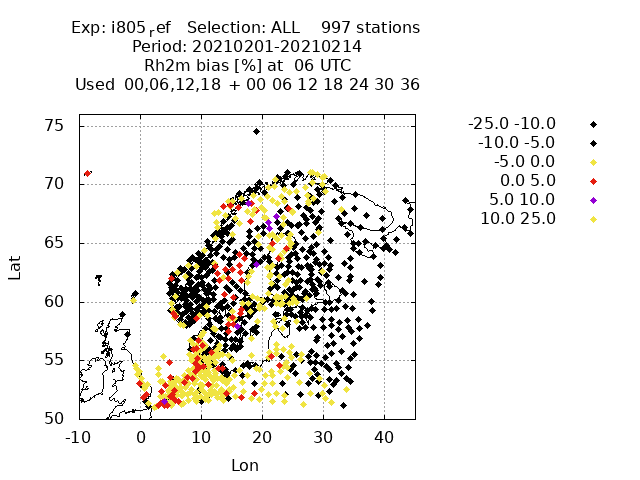 Exp: i805ref   Selection: ALL    997 stations
Period: 20210201-20210214
Rh2m bias [%] at  06 UTC
Used  00,06,12,18  + 00 06 12 18 24 30 36
-25.0 -10.0
-10.0 -5.0
-5.0 0.0
0.0 5.0
5.0 10.0
10.0 25.0
75
70
65
60
55
50
Lat
-10 0 10 20 30 40
Lon